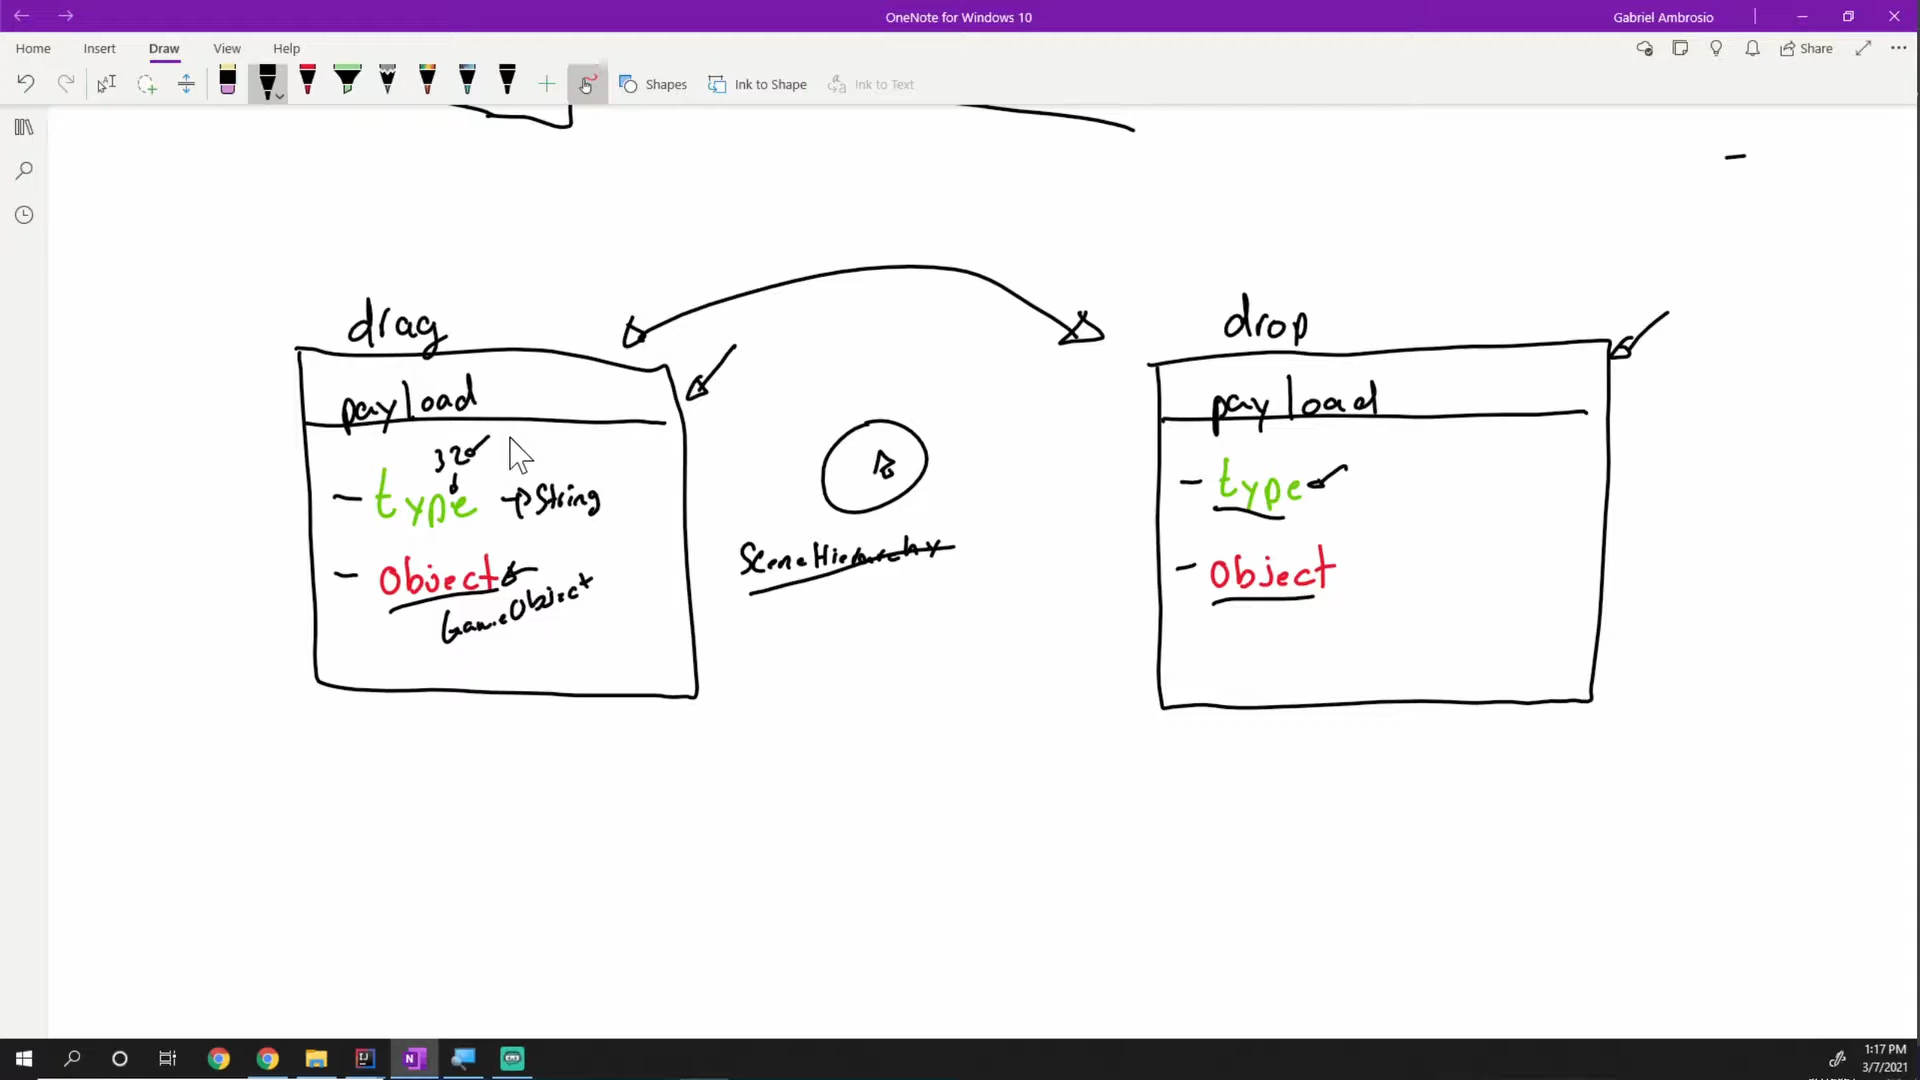 OneNote for Windows 10
Gabriel Ambrosio
Home Insert Draw View Help
Share
Shapes
Ink to Shape
Ink to Text
drag
payload
32
- type → String
- Object
GameObject
SceneHierarchy
drop
payload
- type
- Object
1:17 PM
3/7/2021